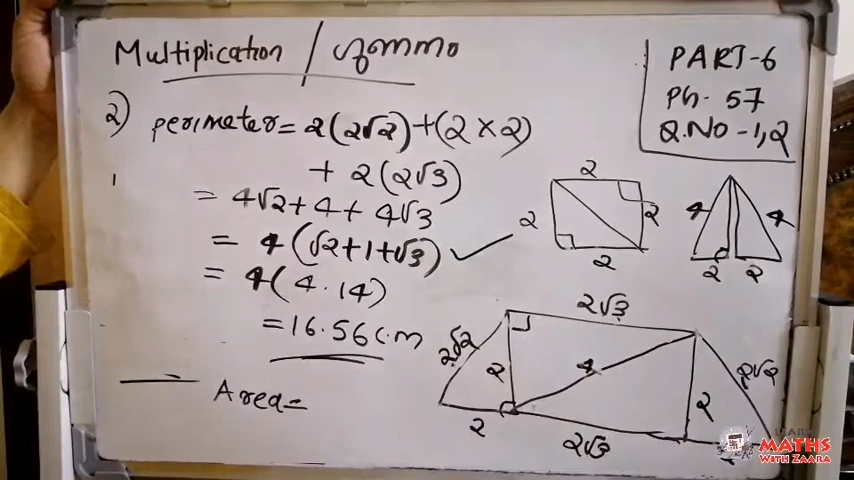 Multiplication / ഗുണനം
PART-6
Pg- 57
Q.NO -1,2
2) perimeter= 2(2√2)+(2×2)
+ 2(2√3)
= 4√2+4+4√3
= 4(√2+1+√3)
= 4(4.14)
=16.56cm
Area=
2
2
2
2
4
4
2
2
2√3
2√2
2
4
2√2
2
2
2√3
LEARN
MATHS
WITH ZAARA